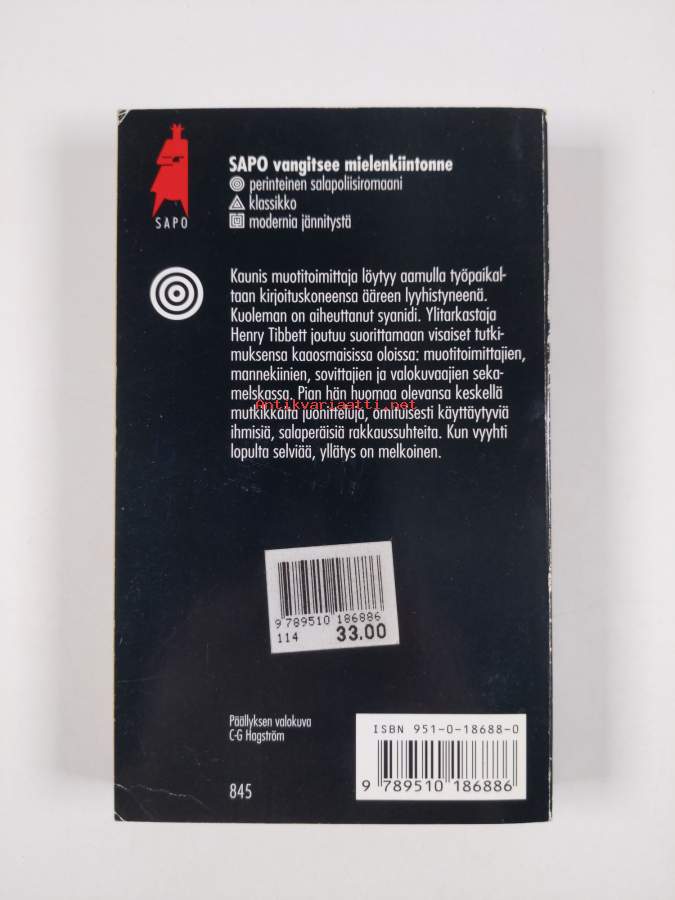 SAPO
SAPO vangitsee mielenkiintonne
perinteinen salapoliisiromaani
klassikko
modernia jännitystä
Kaunis muotitoimittaja löytyy aamulla työpaikal-
taan kirjoituskoneensa ääreen lyyhistyneenä.
Kuoleman on aiheuttanut syanidi. Ylitarkastaja
Henry Tibbett joutuu suorittamaan visaiset tutki-
muksensa kaaosmaisissa oloissa: muotitoimittajien,
mannekiinien, sovittajien ja valokuvaajien seka-
melskassa. Pian hän huomaa olevansa keskellä
mutkikkaita juonitteluja, omituisesti käyttäytyviä
ihmisiä, salaperäisiä rakkaussuhteita. Kun vyyhti
lopulta selviää, yllätys on melkoinen.
Antikvariaatti.net
9 789510 186886
114 33.00
Päällyksen valokuva
C-G Hagström
845
ISBN 951-0-18688-0
9 789510 186886